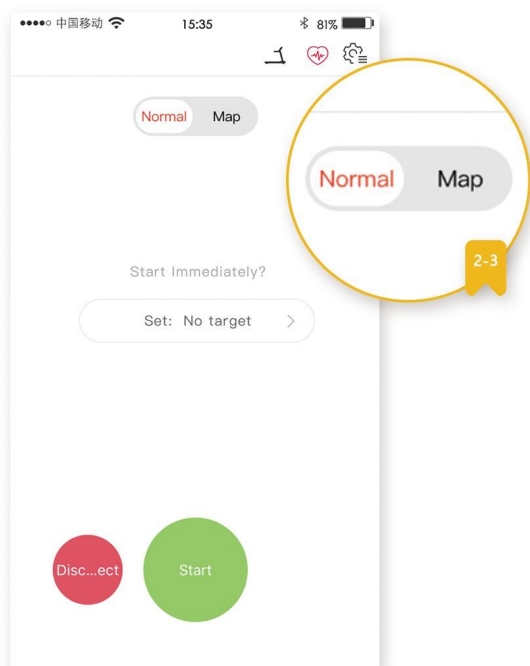 中国移动 15:35 81%
Normal Map
Normal Map
2-3
Start Immediately?
Set: No target
Disc...ect Start